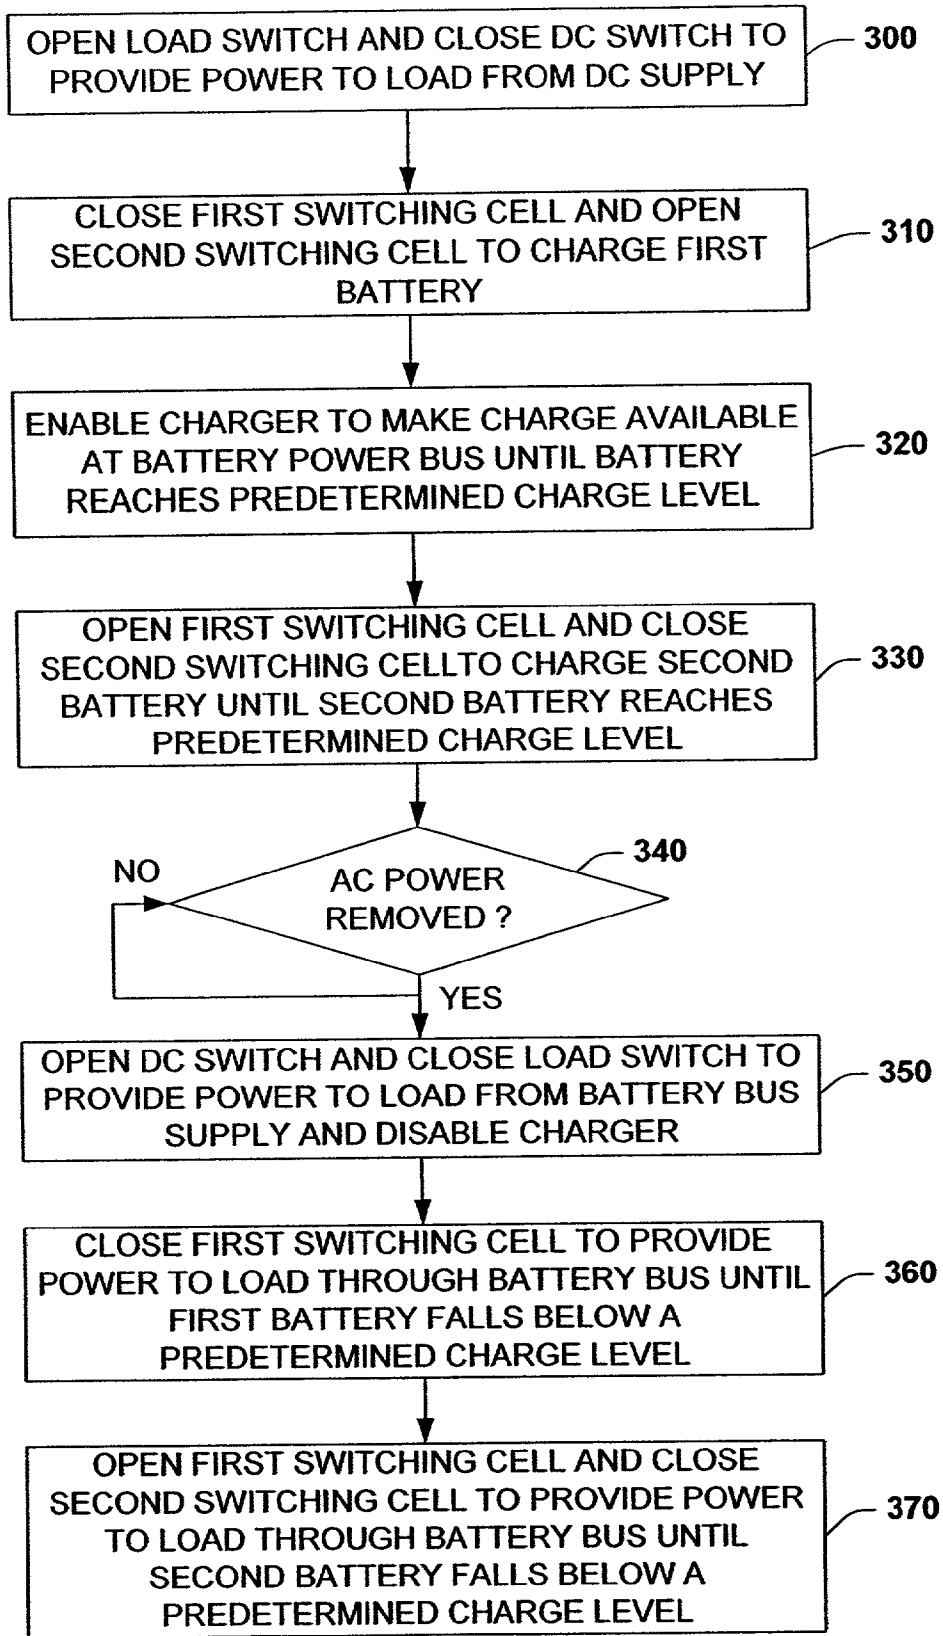 OPEN LOAD SWITCH AND CLOSE DC SWITCH TO
PROVIDE POWER TO LOAD FROM DC SUPPLY
300
CLOSE FIRST SWITCHING CELL AND OPEN
SECOND SWITCHING CELL TO CHARGE FIRST
BATTERY
310
ENABLE CHARGER TO MAKE CHARGE AVAILABLE
AT BATTERY POWER BUS UNTIL BATTERY
REACHES PREDETERMINED CHARGE LEVEL
320
OPEN FIRST SWITCHING CELL AND CLOSE
SECOND SWITCHING CELLTO CHARGE SECOND
BATTERY UNTIL SECOND BATTERY REACHES
PREDETERMINED CHARGE LEVEL
330
NO
AC POWER
REMOVED ?
340
YES
OPEN DC SWITCH AND CLOSE LOAD SWITCH TO
PROVIDE POWER TO LOAD FROM BATTERY BUS
SUPPLY AND DISABLE CHARGER
350
CLOSE FIRST SWITCHING CELL TO PROVIDE
POWER TO LOAD THROUGH BATTERY BUS UNTIL
FIRST BATTERY FALLS BELOW A
PREDETERMINED CHARGE LEVEL
360
OPEN FIRST SWITCHING CELL AND CLOSE
SECOND SWITCHING CELL TO PROVIDE POWER
TO LOAD THROUGH BATTERY BUS UNTIL
SECOND BATTERY FALLS BELOW A
PREDETERMINED CHARGE LEVEL
370